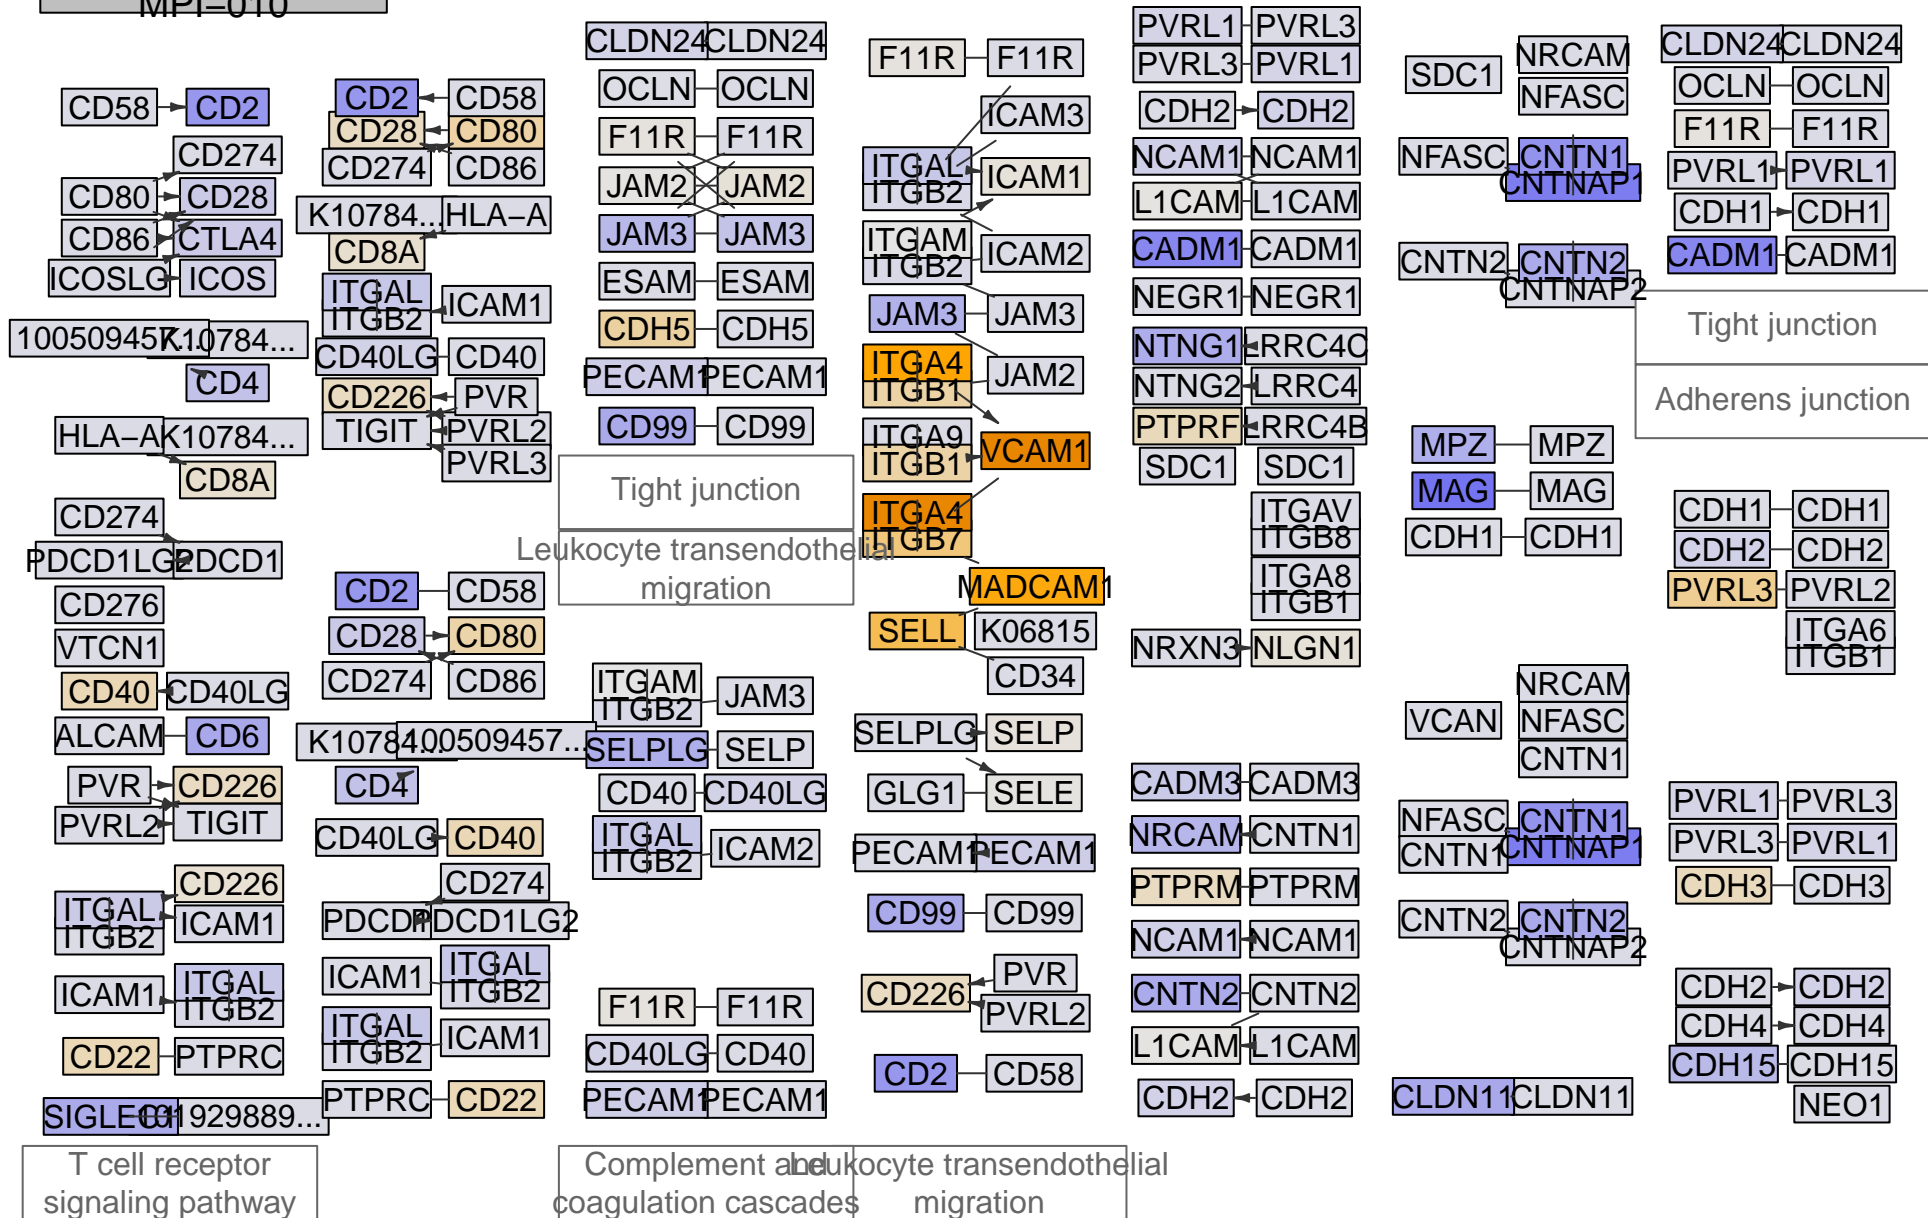 MPI−010
CD58
CD2
CD274
CD80
CD28
CD86
CTLA4
ICOSLG
ICOS
100509457...
K10784...
CD4
HLA−A
K10784...
CD8A
CD274
PDCD1LG2
PDCD1
CD276
VTCN1
CD40
CD40LG
ALCAM
CD6
PVR
CD226
PVRL2
TIGIT
CD226
ITGAL
ITGB2
ICAM1
ICAM1
ITGAL
ITGB2
CD22
PTPRC
101929889...
T cell receptor
signaling pathway
CD2
CD58
CD28
CD80
CD274
CD86
K10784...
HLA−A
CD8A
ITGAL
ITGB2
ICAM1
CD40LG
CD40
CD226
PVR
TIGIT
PVRL2
PVRL3
CD2
CD58
CD28
CD80
CD274
CD86
K10784...
100509457...
CD4
CD40LG
CD40
CD274
PDCD1
PDCD1LG2
ICAM1
ITGAL
ITGB2
ITGAL
ITGB2
ICAM1
PTPRC
CD22
CLDN24
CLDN24
OCLN
OCLN
F11R
F11R
JAM2
JAM2
JAM3
JAM3
ESAM
ESAM
CDH5
CDH5
PECAM1
PECAM1
CD99
CD99
Tight junction
Leukocyte transendothelial
migration
ITGAM
ITGB2
JAM3
SELPLG
SELP
CD40
CD40LG
ITGAL
ITGB2
ICAM2
F11R
F11R
CD40LG
CD40
PECAM1
PECAM1
Complement and
coagulation cascades
F11R
F11R
ICAM3
ITGAL
ITGB2
ICAM1
ITGAM
ITGB2
ICAM2
JAM3
JAM3
ITGA4
ITGB1
JAM2
ITGA9
ITGB1
VCAM1
ITGA4
ITGB7
MADCAM1
SELL
K06815
CD34
SELPLG
SELP
GLG1
SELE
PECAM1
PECAM1
CD99
CD99
CD226
PVR
PVRL2
CD2
CD58
Leukocyte transendothelial
migration
PVRL1
PVRL3
PVRL3
PVRL1
CDH2
CDH2
NCAM1
NCAM1
L1CAM
L1CAM
CADM1
CADM1
NEGR1
NEGR1
NTNG1
LRRC4C
NTNG2
LRRC4
PTPRF
LRRC4B
SDC1
SDC1
ITGAV
ITGB8
ITGA8
ITGB1
NRXN3
NLGN1
CADM3
CADM3
NRCAM
CNTN1
PTPRM
PTPRM
NCAM1
NCAM1
CNTN2
CNTN2
L1CAM
L1CAM
CDH2
CDH2
SDC1
NRCAM
NFASC
NFASC
CNTN1
CNTNAP1
CNTN2
CNTN2
CNTNAP2
MPZ
MPZ
MAG
MAG
CDH1
CDH1
VCAN
NRCAM
NFASC
CNTN1
NFASC
CNTN1
CNTN1
CNTNAP1
CNTN2
CNTN2
CNTNAP2
CLDN11
CLDN11
CLDN24
CLDN24
OCLN
OCLN
F11R
F11R
PVRL1
PVRL1
CDH1
CDH1
CADM1
CADM1
Tight junction
Adherens junction
CDH1
CDH1
CDH2
CDH2
PVRL3
PVRL2
ITGA6
ITGB1
PVRL1
PVRL3
PVRL3
PVRL1
CDH3
CDH3
CDH2
CDH2
CDH4
CDH4
CDH15
CDH15
NEO1